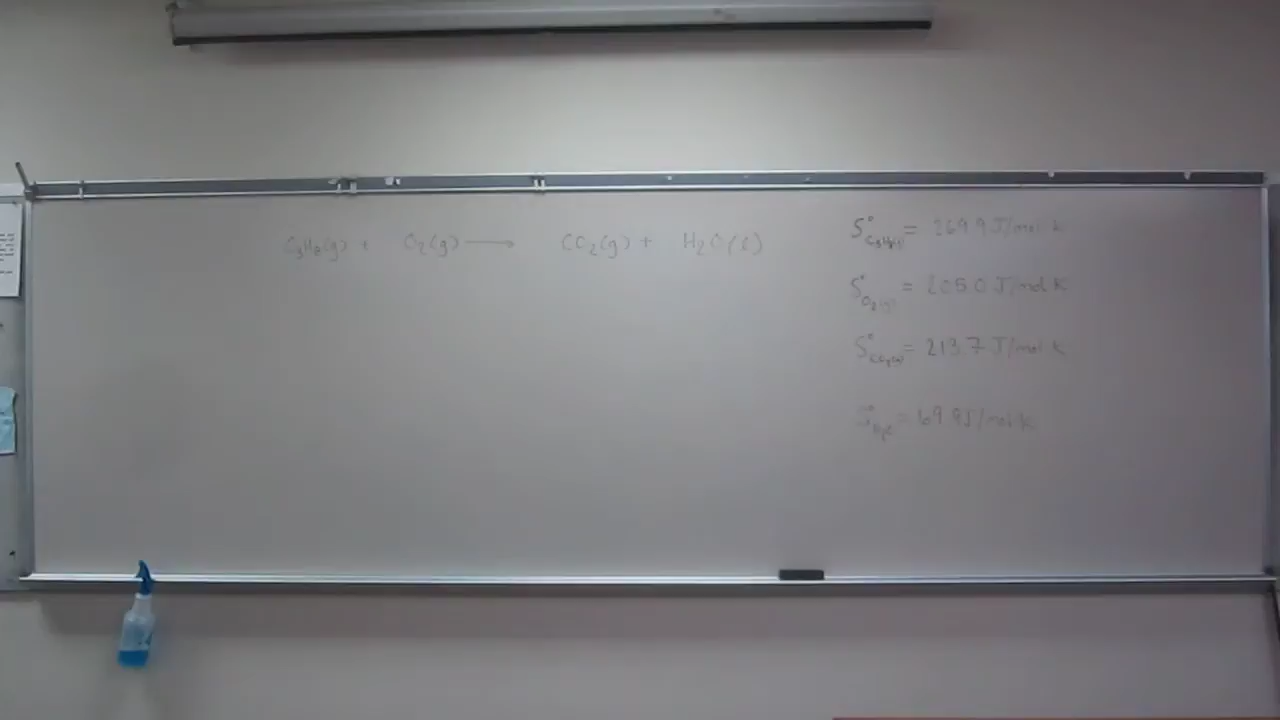 C₃H₈(g) + O₂(g) ⟶ CO₂(g) + H₂O(ℓ)
S°C₃H₈(g) = 269.9 J/mol K
S°O₂(g) = 205.0 J/mol K
S°CO₂(g) = 213.7 J/mol K
S°H₂O = 69.9 J/mol K